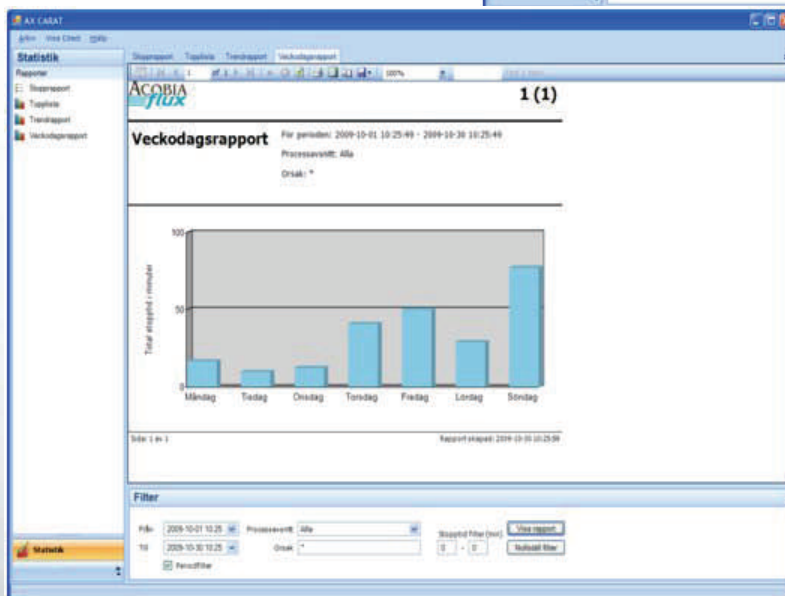 AX CARAT
Arkiv Visa Client Hjälp
Statistik
Rapporter
Stopprapport
Topplista
Trendrapport
Veckodagsrapport
Stopprapport Topplista Trendrapport Veckodagsrapport
1 of 1 100%
ACOBIA
flux
1 (1)
Veckodagsrapport
För perioden: 2009-10-01 10:25:49 - 2009-10-30 10:25:49
Processavsnitt: Alla
Orsak: *
Total stopptid i minuter
100
50
0
Måndag Tisdag Onsdag Torsdag Fredag Lördag Söndag
Sida: 1 av 1
Rapport skapad: 2009-10-30 10:25:59
Filter
Från 2009-10-01 10:25 Processavsnitt Alla
Stopptid filter (min) Visa rapport
Till 2009-10-30 10:25 Orsak * 0 - 0 Nollställ filter
Periodfilter
Statistik